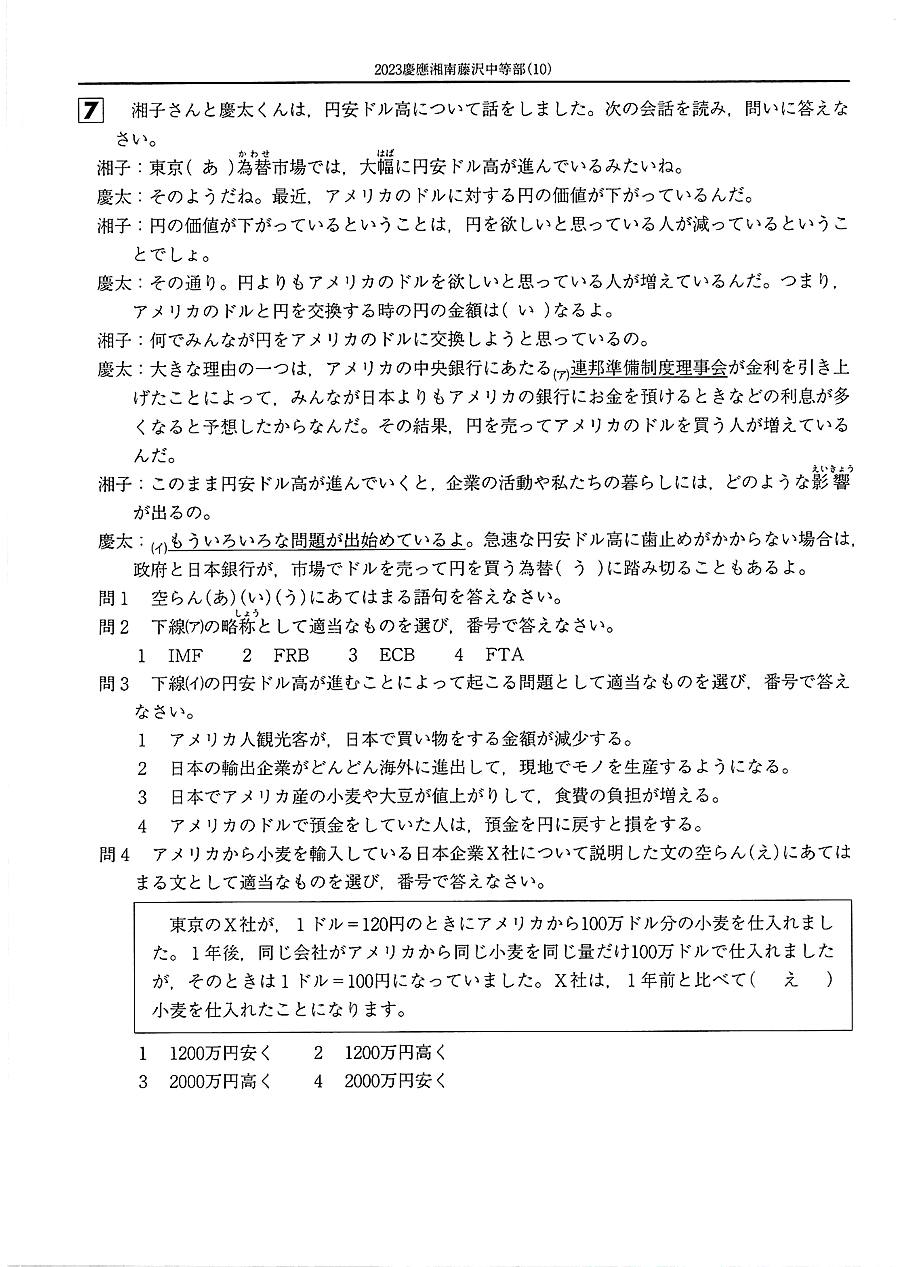 2023慶應湘南藤沢中等部(10)
7 湘子さんと慶太くんは，円安ドル高について話をしました。次の会話を読み，問いに答えな
さい。
湘子：東京( あ )為替市場では，大幅に円安ドル高が進んでいるみたいね。
慶太：そのようだね。最近，アメリカのドルに対する円の価値が下がっているんだ。
湘子：円の価値が下がっているということは，円を欲しいと思っている人が減っているというこ
とでしょ。
慶太：その通り。円よりもアメリカのドルを欲しいと思っている人が増えているんだ。つまり，
アメリカのドルと円を交換する時の円の金額は( い )なるよ。
湘子：何でみんなが円をアメリカのドルに交換しようと思っているの。
慶太：大きな理由の一つは，アメリカの中央銀行にあたる(ア)連邦準備制度理事会が金利を引き上
げたことによって，みんなが日本よりもアメリカの銀行にお金を預けるときなどの利息が多
くなると予想したからなんだ。その結果，円を売ってアメリカのドルを買う人が増えている
んだ。
湘子：このまま円安ドル高が進んでいくと，企業の活動や私たちの暮らしには，どのような影響
が出るの。
慶太：(イ)もういろいろな問題が出始めているよ。急速な円安ドル高に歯止めがかからない場合は，
政府と日本銀行が，市場でドルを売って円を買う為替( う )に踏み切ることもあるよ。
問1 空らん(あ)(い)(う)にあてはまる語句を答えなさい。
問2 下線(ア)の略称として適当なものを選び，番号で答えなさい。
1 IMF 2 FRB 3 ECB 4 FTA
問3 下線(イ)の円安ドル高が進むことによって起こる問題として適当なものを選び，番号で答え
なさい。
1 アメリカ人観光客が，日本で買い物をする金額が減少する。
2 日本の輸出企業がどんどん海外に進出して，現地でモノを生産するようになる。
3 日本でアメリカ産の小麦や大豆が値上がりして，食費の負担が増える。
4 アメリカのドルで預金をしていた人は，預金を円に戻すと損をする。
問4 アメリカから小麦を輸入している日本企業X社について説明した文の空らん(え)にあては
まる文として適当なものを選び，番号で答えなさい。
東京のX社が，1ドル＝120円のときにアメリカから100万ドル分の小麦を仕入れまし
た。1年後，同じ会社がアメリカから同じ小麦を同じ量だけ100万ドルで仕入れました
が，そのときは1ドル＝100円になっていました。X社は，1年前と比べて( え )
小麦を仕入れたことになります。
1 1200万円安く 2 1200万円高く
3 2000万円高く 4 2000万円安く